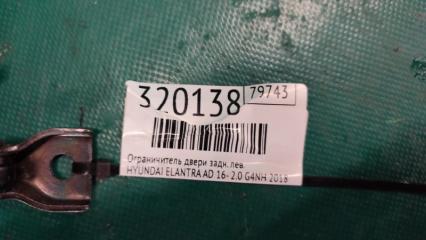 320138 79743
Ограничитель двери задн. лев.
HYUNDAI ELANTRA AD 16- 2.0 G4NH 2018